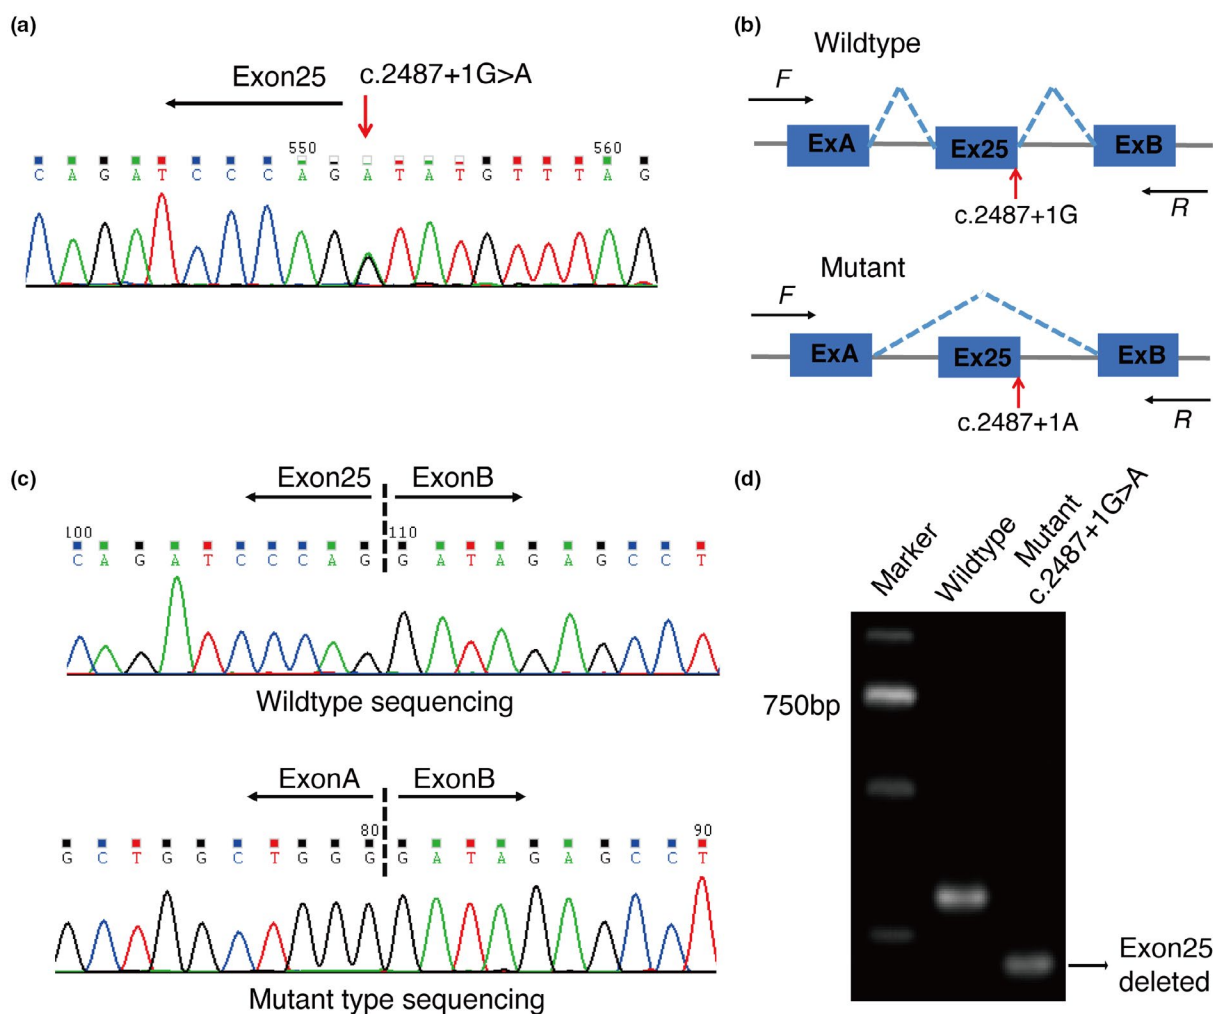 (a)
Exon25
c.2487+1G>A
550
560
C A G A T C C C A G A T A T G T T T A G
(b)
Wildtype
F
ExA
Ex25
ExB
c.2487+1G
R
Mutant
F
ExA
Ex25
ExB
c.2487+1A
R
(c)
Exon25
ExonB
100
110
C A G A T C C C A G G A T A G A G C C T
Wildtype sequencing
ExonA
ExonB
80
90
G C T G G C T G G G G A T A G A G C C T
Mutant type sequencing
(d)
Marker
Wildtype
Mutant
c.2487+1G>A
750bp
Exon25
deleted